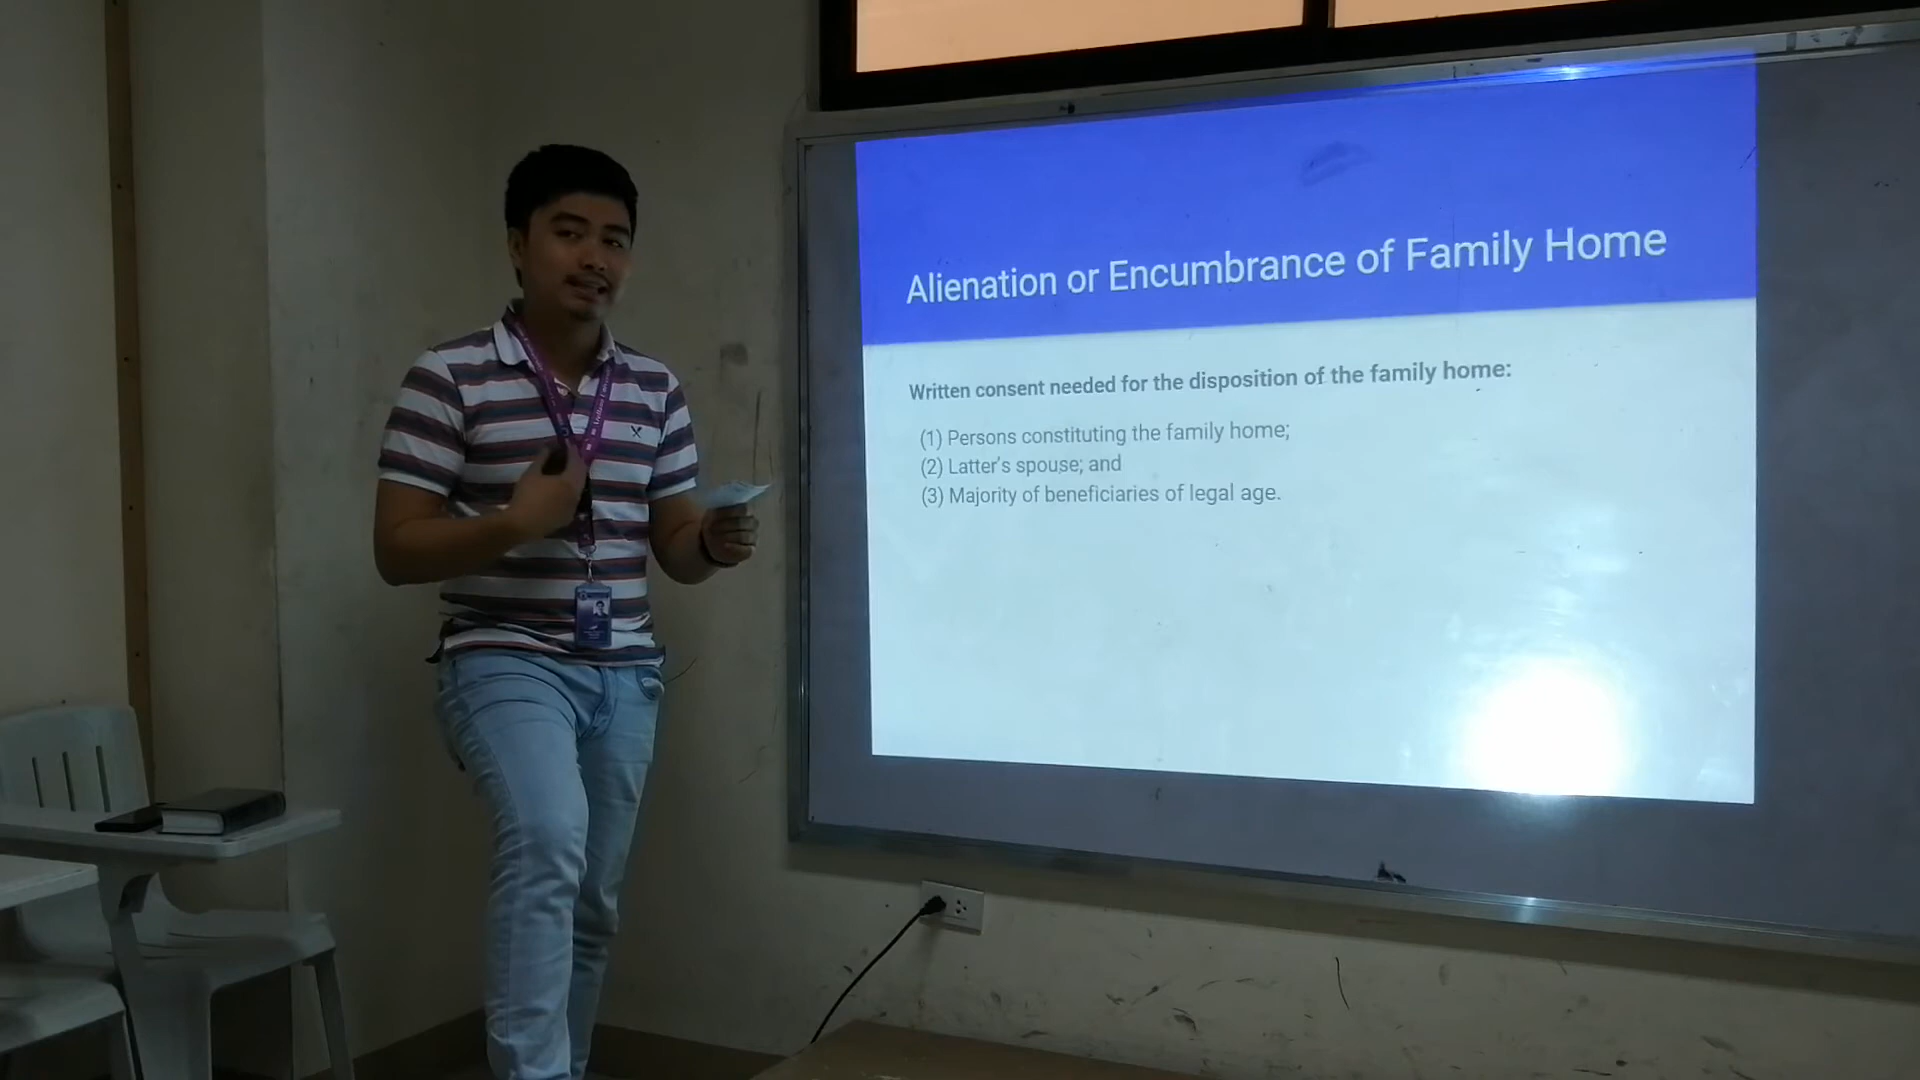 Alienation or Encumbrance of Family Home
Written consent needed for the disposition of the family home:
(1) Persons constituting the family home;
(2) Latter's spouse; and
(3) Majority of beneficiaries of legal age.